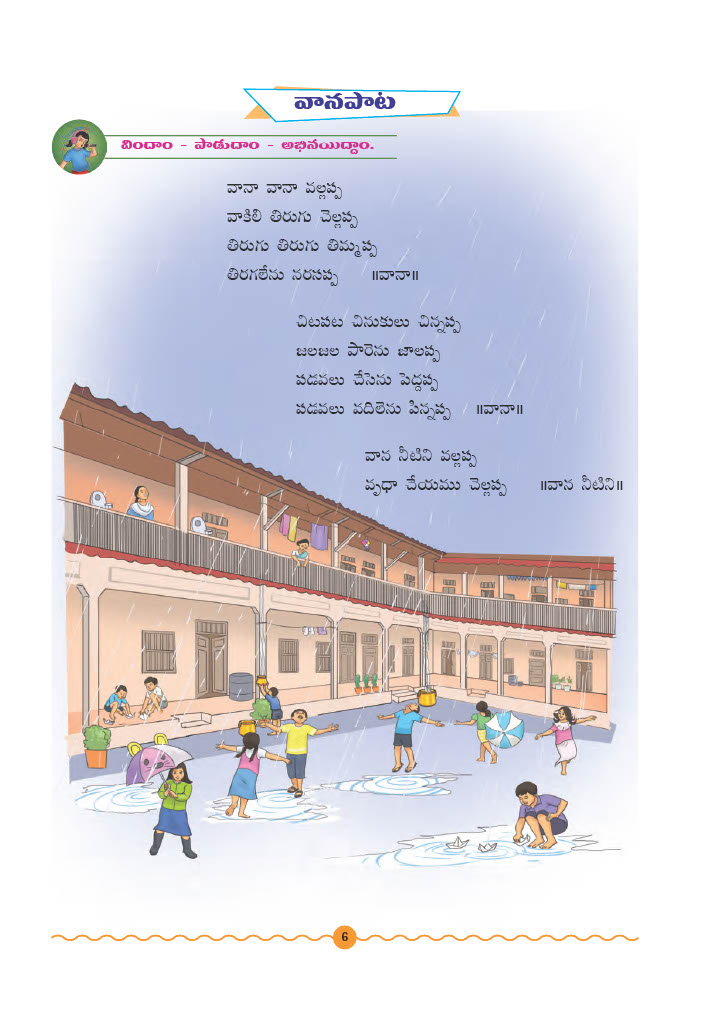 వానపాట
విందాం - పాడుదాం - అభినయిద్దాం.
వానా వానా వల్లప్ప
వాకిలి తిరుగు చెల్లప్ప
తిరుగు తిరుగు తిమ్మప్ప
తిరగలేను నరసప్ప ॥వానా॥
చిటపట చినుకులు చిన్నప్ప
జలజల పారెను జాలప్ప
పడవలు చేసెను పెద్దప్ప
పడవలు వదిలెను పిన్నప్ప ॥వానా॥
వాన నీటిని వల్లప్ప
వృధా చేయము చెల్లప్ప ॥వాన నీటిని॥
6